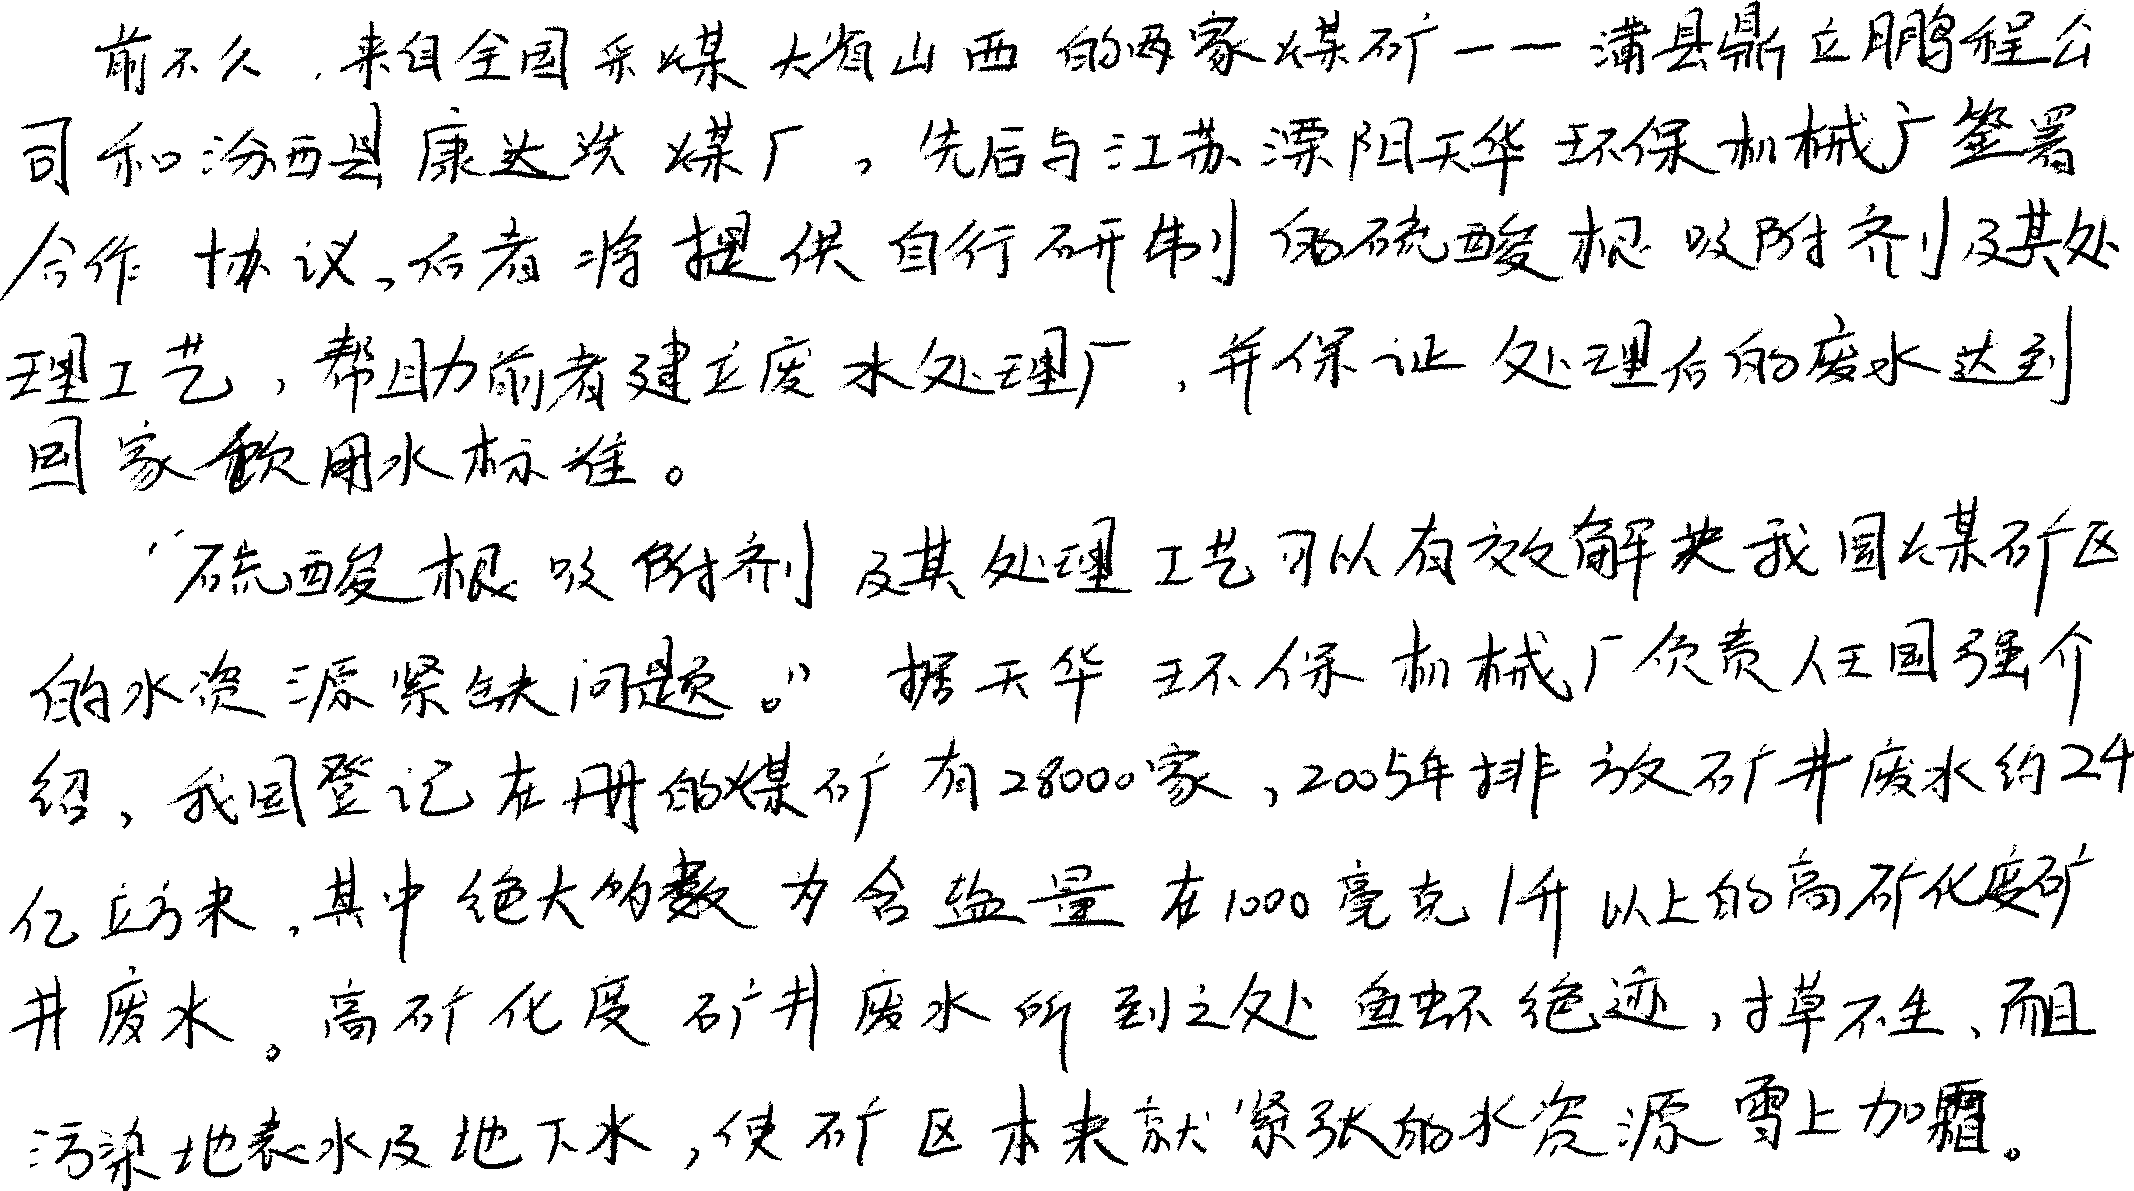 前不久,来自全国采煤大省山西的两家煤矿——蒲县鼎立鹏程公
司和汾西县康达洗煤厂,先后与江苏溧阳天华环保机械厂签署
合作协议,后者将提供自行研制的硫酸根吸附剂及其处
理工艺,帮助前者建立废水处理厂,并保证处理后的废水达到
国家飲用水标准。
“硫酸根吸附剂及其处理工艺可以有效解决我国煤矿区
的水资源紧缺问题。”据天华环保机械厂负责人王国强介
绍,我国登记在册的煤矿有28000家,2005年排放矿井废水约24
亿立方米,其中绝大多数为含盐量在1000毫克/升以上的高矿化度矿
井废水。高矿化度矿井废水所到之处鱼虾绝迹,寸草不生、而且
污染地表水及地下水,使矿区本来就紧张的水资源雪上加霜。